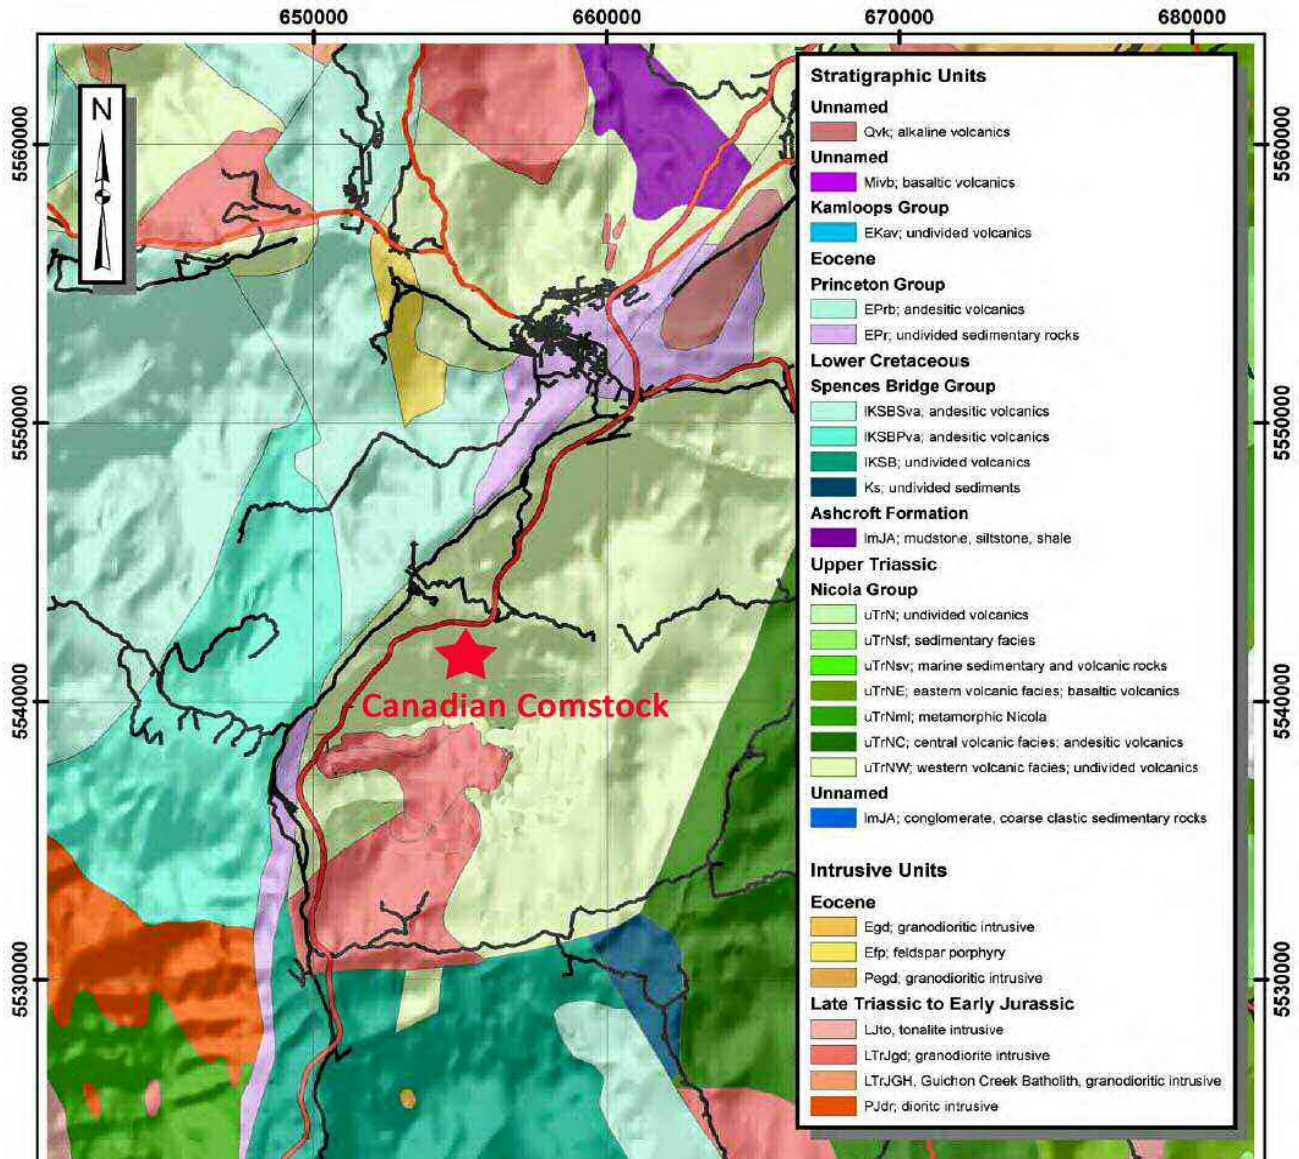 650000 660000 670000 680000
N
5560000
5550000
5540000
5530000
Canadian Comstock
Stratigraphic Units
Unnamed
Qvk; alkaline volcanics
Unnamed
Mivb; basaltic volcanics
Kamloops Group
EKav; undivided volcanics
Eocene
Princeton Group
EPrb; andesitic volcanics
EPr; undivided sedimentary rocks
Lower Cretaceous
Spences Bridge Group
lKSBSva; andesitic volcanics
lKSBPva; andesitic volcanics
lKSB; undivided volcanics
Ks; undivided sediments
Ashcroft Formation
lmJA; mudstone, siltstone, shale
Upper Triassic
Nicola Group
uTrN; undivided volcanics
uTrNsf; sedimentary facies
uTrNsv; marine sedimentary and volcanic rocks
uTrNE; eastern volcanic facies; basaltic volcanics
uTrNml; metamorphic Nicola
uTrNC; central volcanic facies; andesitic volcanics
uTrNW; western volcanic facies; undivided volcanics
Unnamed
lmJA; conglomerate, coarse clastic sedimentary rocks
Intrusive Units
Eocene
Egd; granodioritic intrusive
Efp; feldspar porphyry
Pegd; granodioritic intrusive
Late Triassic to Early Jurassic
LJto, tonalite intrusive
LTrJgd; granodiorite intrusive
LTrJGH, Guichon Creek Batholith, granodioritic intrusive
PJdr; dioritc intrusive
5560000
5550000
5540000
5530000